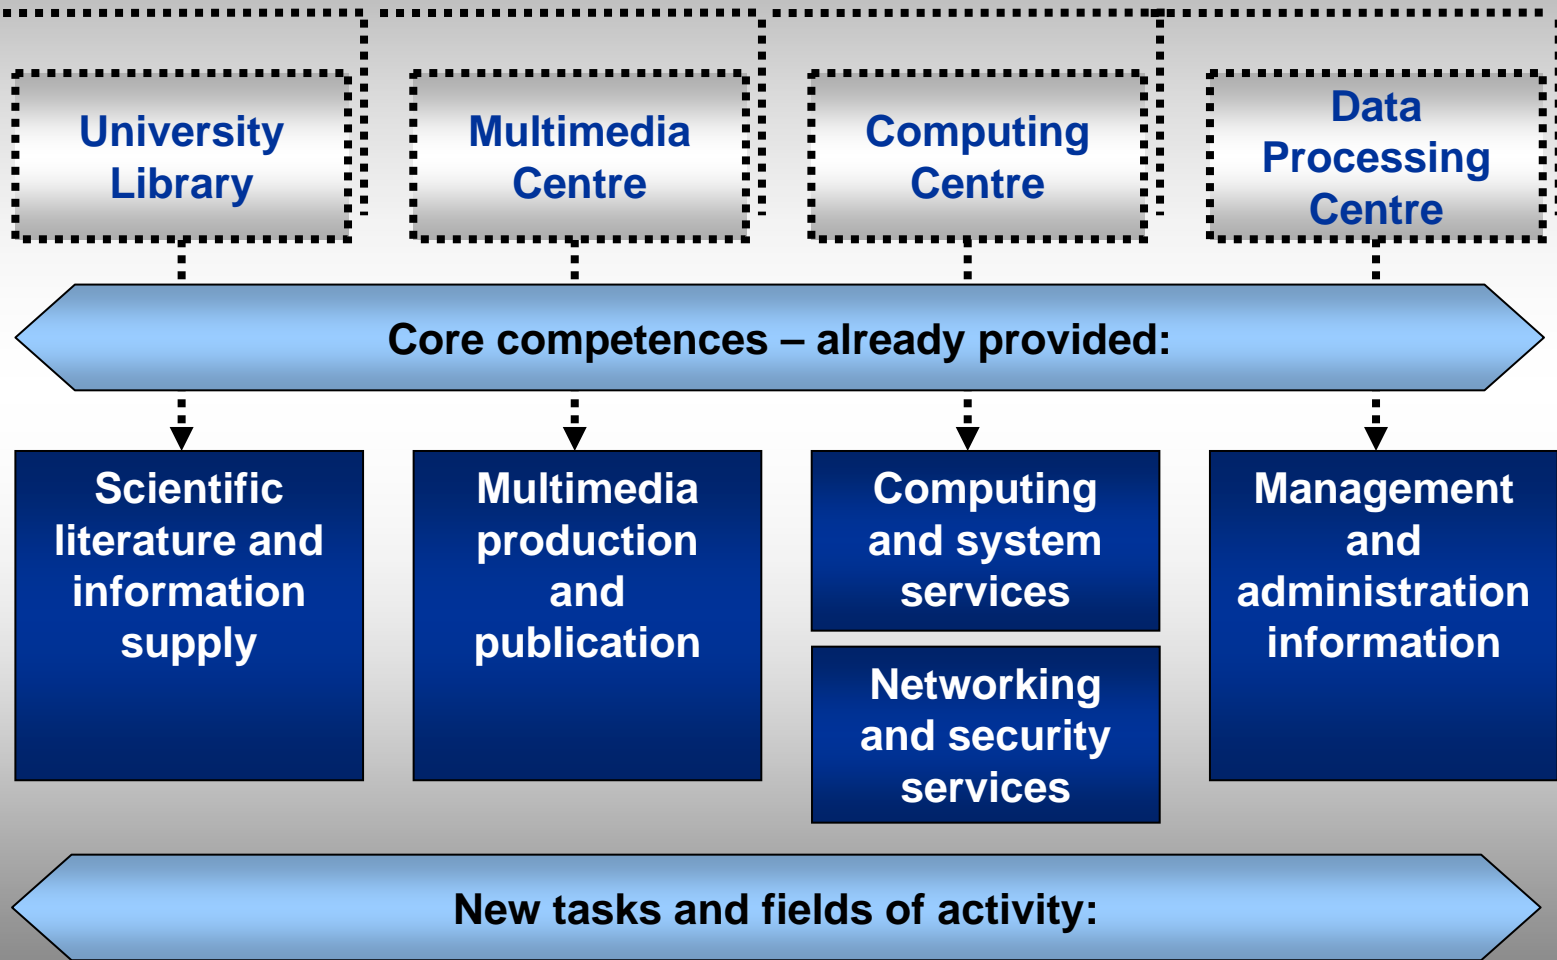 University
Library
Multimedia
Centre
Computing
Centre
Data
Processing
Centre
Core competences – already provided:
Scientific
literature and
information
supply
Multimedia
production
and
publication
Computing
and system
services
Networking
and security
services
Management
and
administration
information
New tasks and fields of activity: